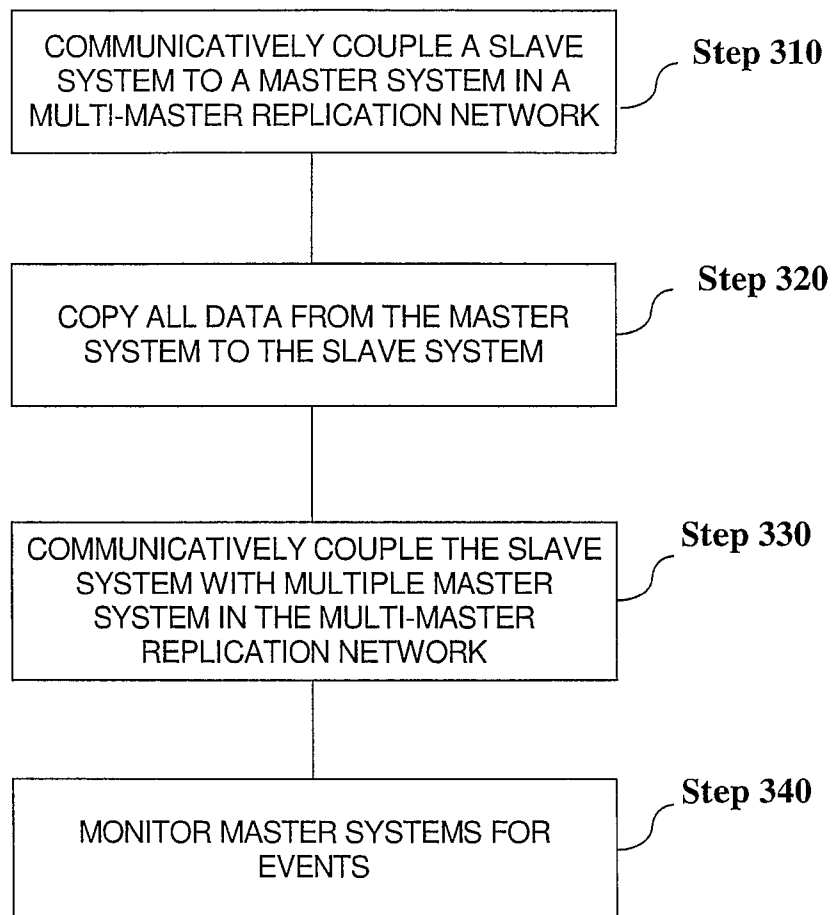 COMMUNICATIVELY COUPLE A SLAVE
SYSTEM TO A MASTER SYSTEM IN A
MULTI-MASTER REPLICATION NETWORK
Step 310
COPY ALL DATA FROM THE MASTER
SYSTEM TO THE SLAVE SYSTEM
Step 320
COMMUNICATIVELY COUPLE THE SLAVE
SYSTEM WITH MULTIPLE MASTER
SYSTEM IN THE MULTI-MASTER
REPLICATION NETWORK
Step 330
MONITOR MASTER SYSTEMS FOR
EVENTS
Step 340